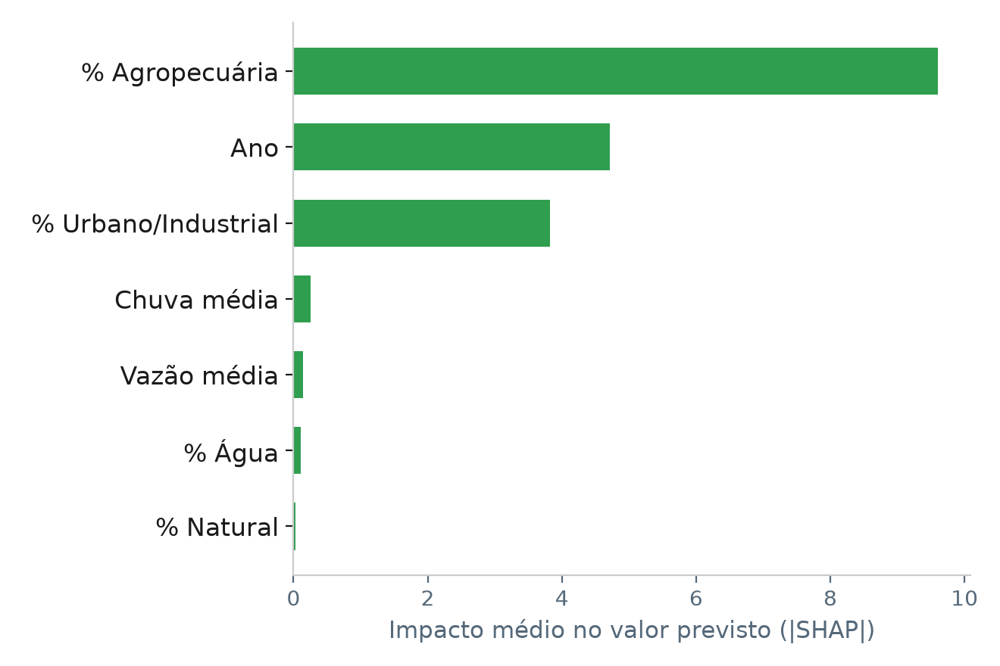 % Agropecuária
Ano
% Urbano/Industrial
Chuva média
Vazão média
% Água
% Natural
0 2 4 6 8 10
Impacto médio no valor previsto (|SHAP|)